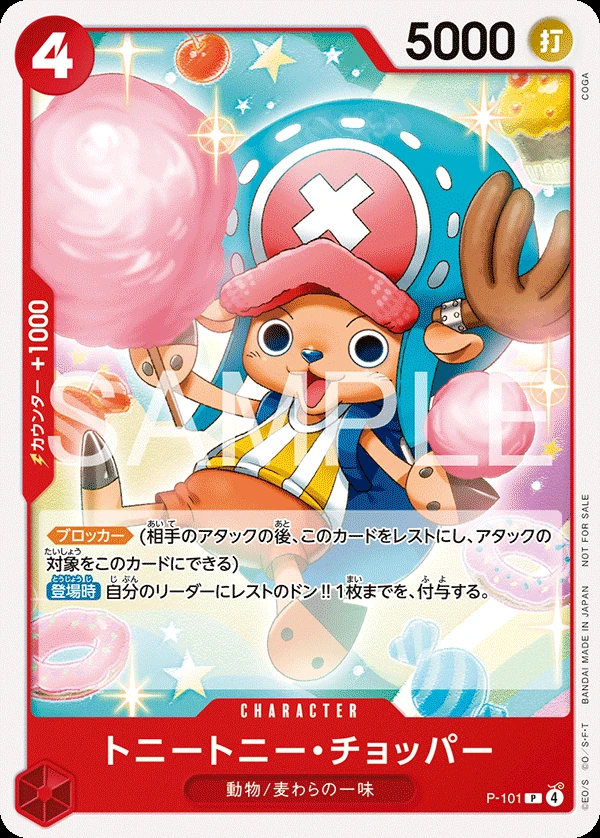 4
5000
打
COGA
カウンター +1000
SAMPLE
ブロッカー (相手のアタックの後、このカードをレストにし、アタックの
対象をこのカードにできる)
登場時 自分のリーダーにレストのドン!!1枚までを、付与する。
CHARACTER
トニートニー・チョッパー
動物/麦わらの一味
P-101 P 4
©EO/S ©O/S・F・T BANDAI MADE IN JAPAN NOT FOR SALE